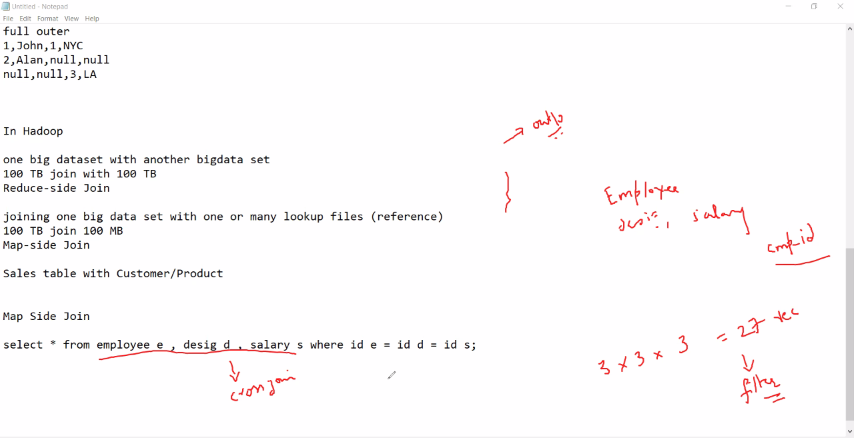 Untitled - Notepad
File Edit Format View Help
full outer
1,John,1,NYC
2,Alan,null,null
null,null,3,LA
In Hadoop
one big dataset with another bigdata set
100 TB join with 100 TB
Reduce-side Join
joining one big data set with one or many lookup files (reference)
100 TB join 100 MB
Map-side Join
Sales table with Customer/Product
Map Side Join
select * from employee e , desig d , salary s where id e = id d = id s;
Employee
desig, salary
emp-id
3 x 3 x 3 = 27 rec
filter
cross join